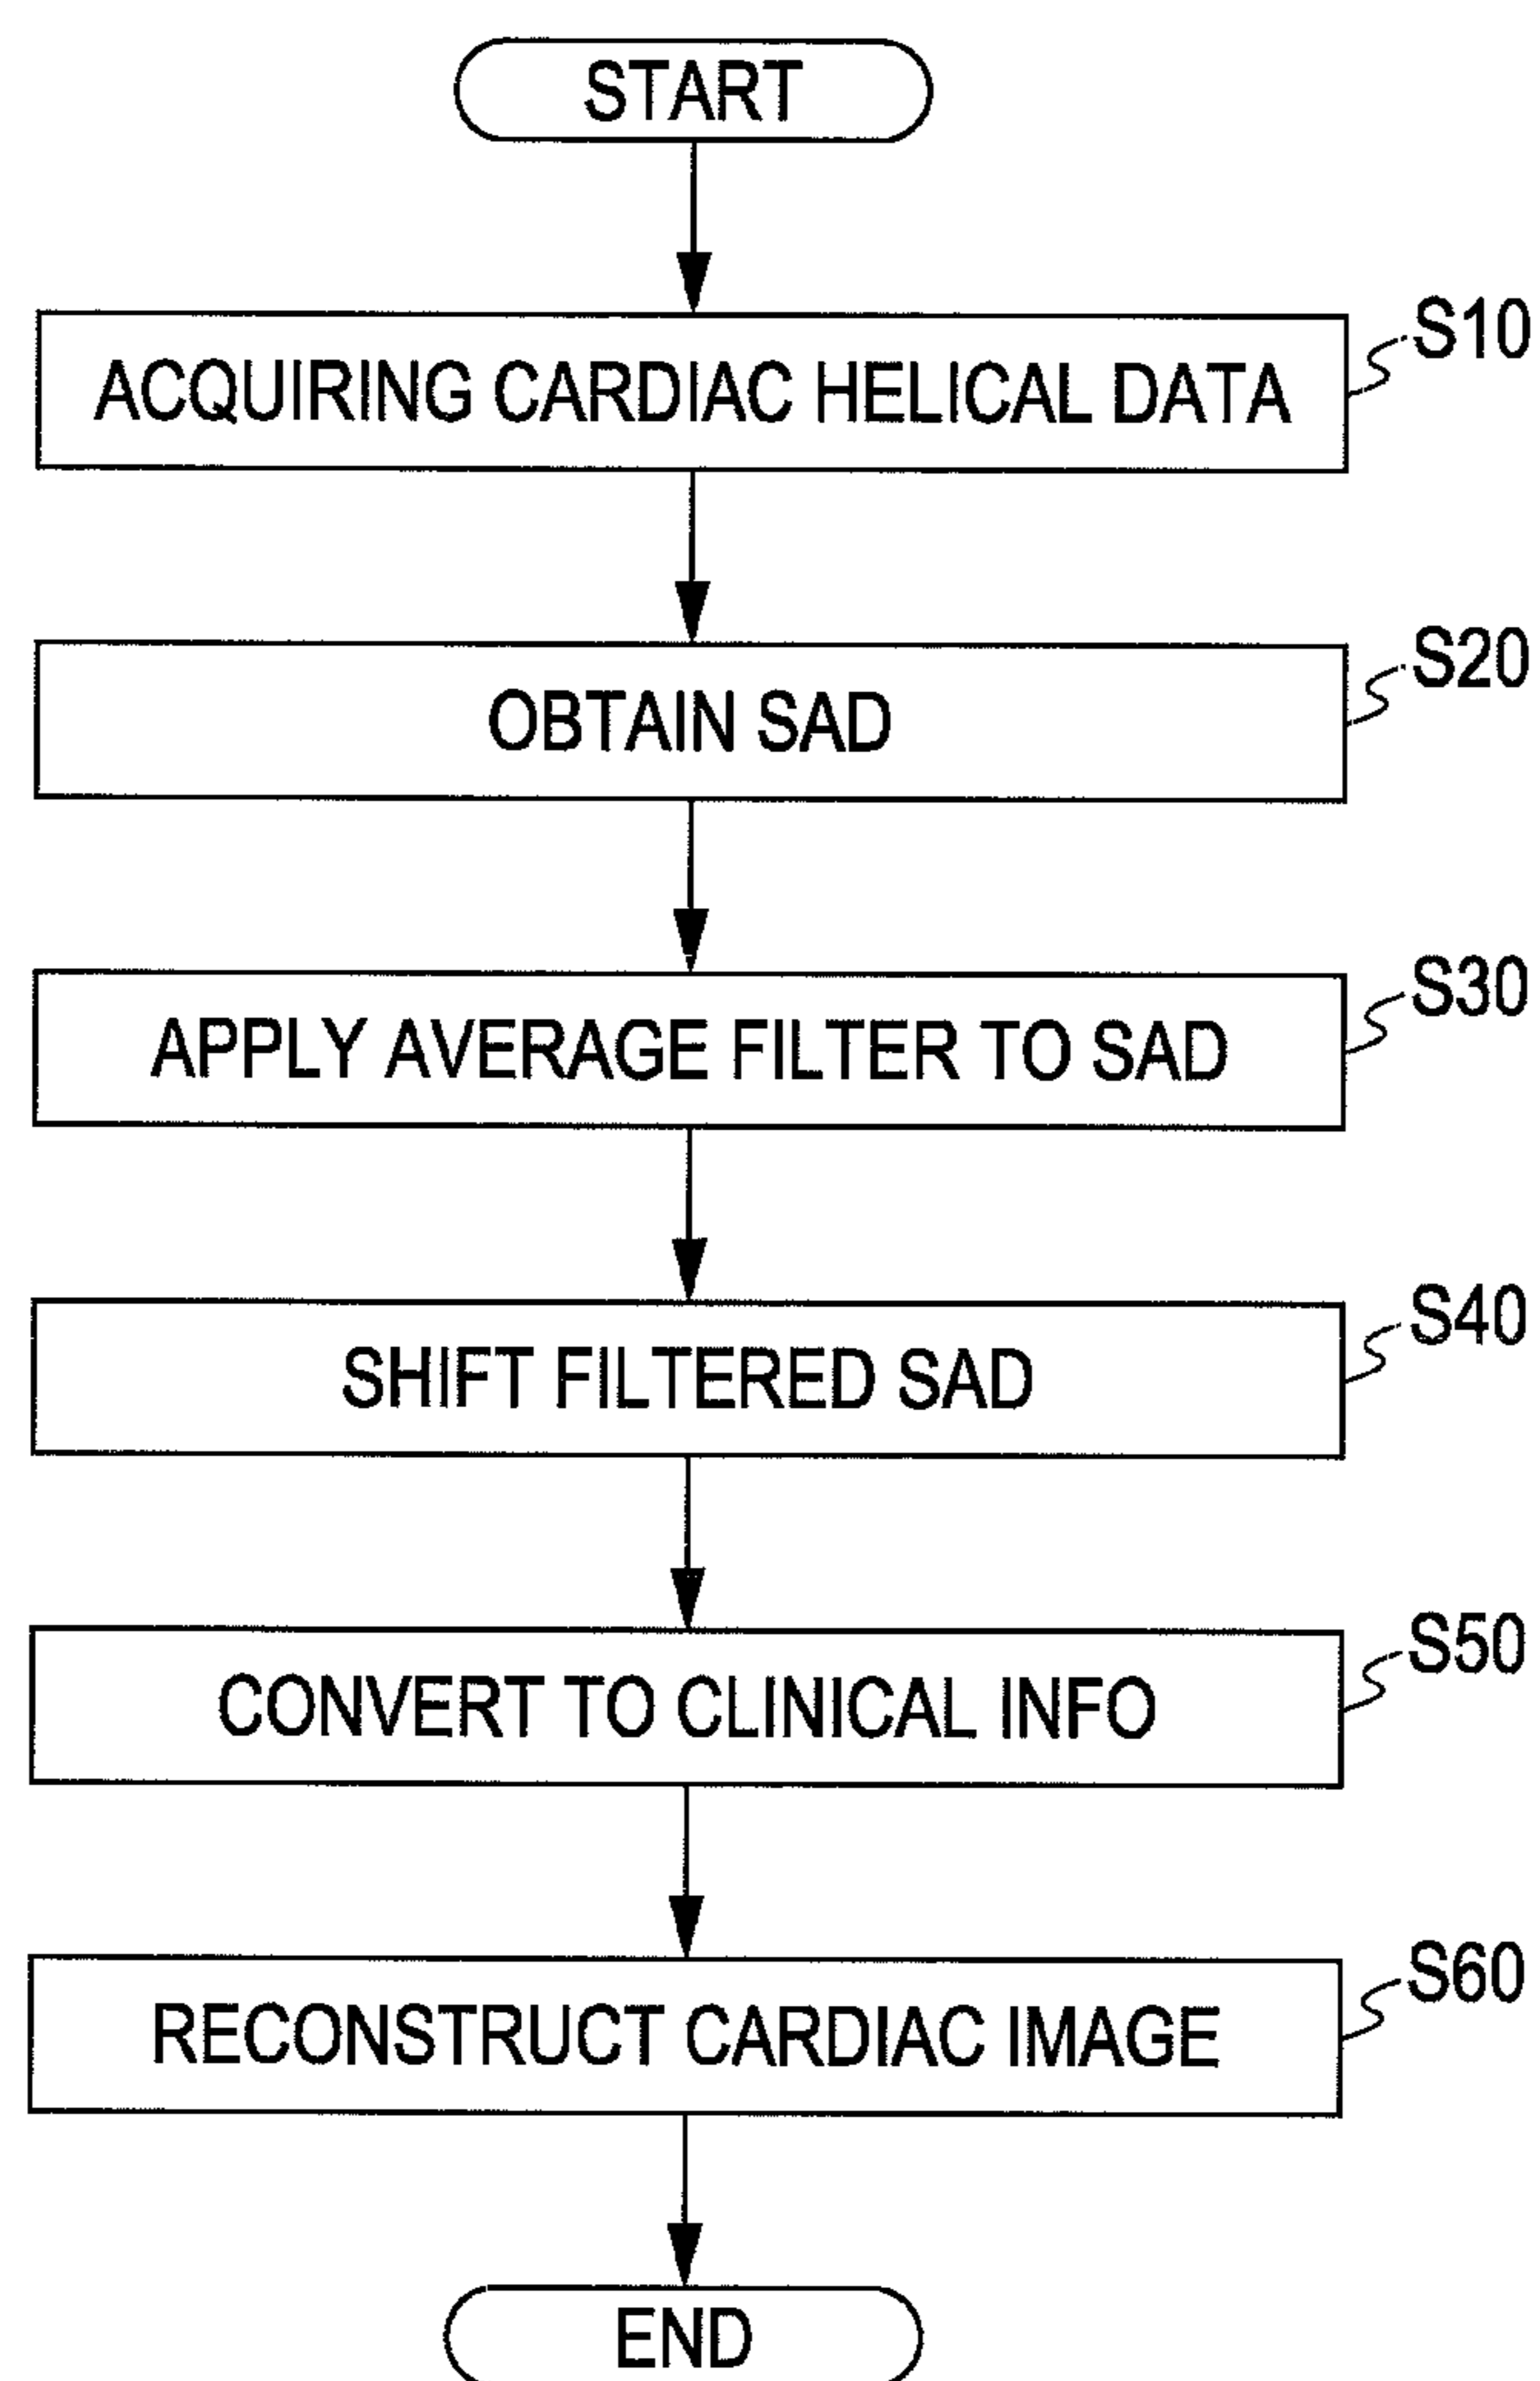 START
ACQUIRING CARDIAC HELICAL DATA
S10
OBTAIN SAD
S20
APPLY AVERAGE FILTER TO SAD
S30
SHIFT FILTERED SAD
S40
CONVERT TO CLINICAL INFO
S50
RECONSTRUCT CARDIAC IMAGE
S60
END